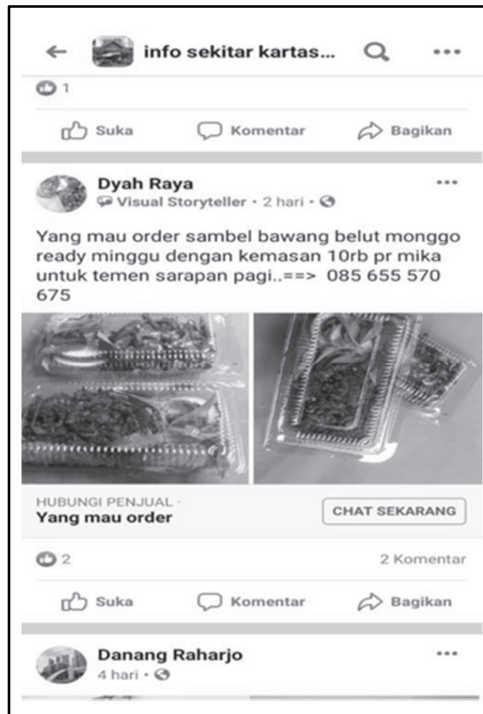 info sekitar kartas...
1
Suka Komentar Bagikan
Dyah Raya
Visual Storyteller · 2 hari ·
Yang mau order sambel bawang belut monggo
ready minggu dengan kemasan 10rb pr mika
untuk temen sarapan pagi..==> 085 655 570
675
HUBUNGI PENJUAL ·
Yang mau order
CHAT SEKARANG
2 2 Komentar
Suka Komentar Bagikan
Danang Raharjo
4 hari ·